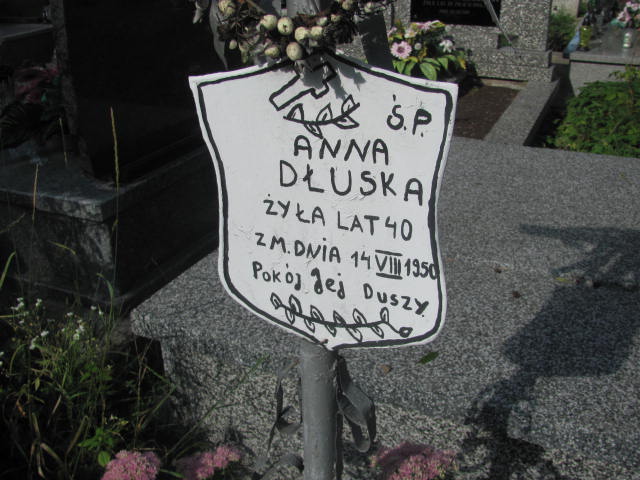 Ś.P.
ANNA
DŁUSKA
ŻYŁA LAT 40
ZM. DNIA 14 VIII 1950
Pokój Jej Duszy.